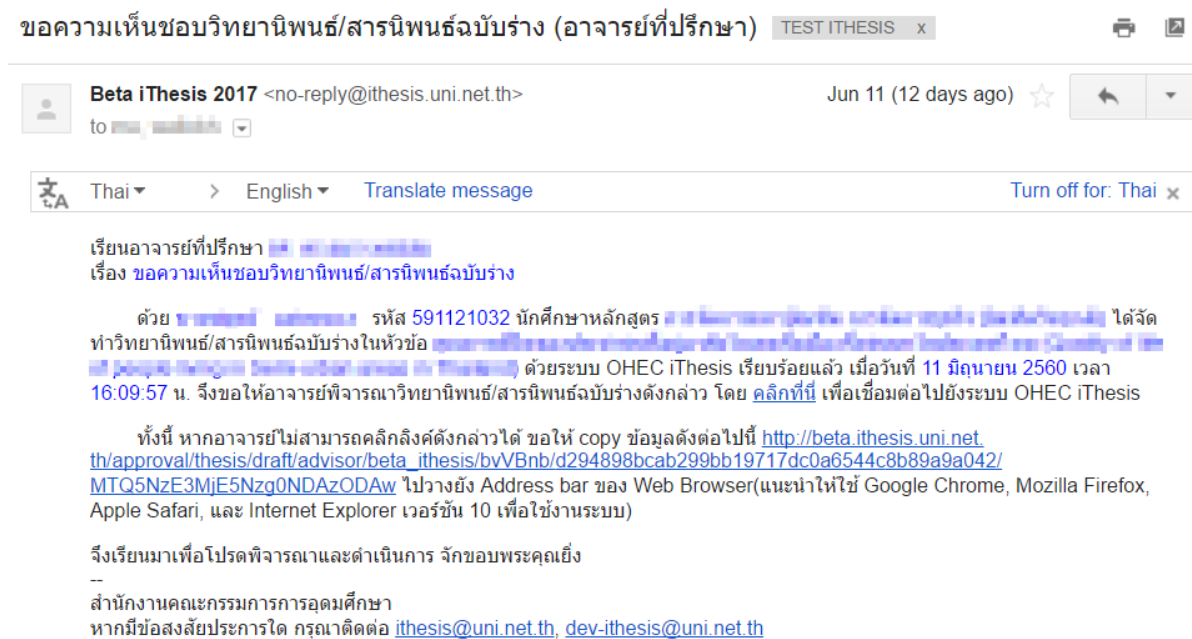 ขอความเห็นชอบวิทยานิพนธ์/สารนิพนธ์ฉบับร่าง (อาจารย์ที่ปรึกษา) TEST ITHESIS x
Beta iThesis 2017 <no-reply@ithesis.uni.net.th> Jun 11 (12 days ago)
to
Thai > English Translate message Turn off for: Thai x
เรียนอาจารย์ที่ปรึกษา
เรื่อง ขอความเห็นชอบวิทยานิพนธ์/สารนิพนธ์ฉบับร่าง
ด้วย รหัส 591121032 นักศึกษาหลักสูตร ได้จัด
ทำวิทยานิพนธ์/สารนิพนธ์ฉบับร่างในหัวข้อ
ด้วยระบบ OHEC iThesis เรียบร้อยแล้ว เมื่อวันที่ 11 มิถุนายน 2560 เวลา
16:09:57 น. จึงขอให้อาจารย์พิจารณาวิทยานิพนธ์/สารนิพนธ์ฉบับร่างดังกล่าว โดย คลิกที่นี่ เพื่อเชื่อมต่อไปยังระบบ OHEC iThesis
ทั้งนี้ หากอาจารย์ไม่สามารถคลิกลิงค์ดังกล่าวได้ ขอให้ copy ข้อมูลดังต่อไปนี้ http://beta.ithesis.uni.net.
th/approval/thesis/draft/advisor/beta_ithesis/bvVBnb/d294898bcab299bb19717dc0a6544c8b89a9a042/
MTQ5NzE3MjE5Nzg0NDAzODAw ไปวางยัง Address bar ของ Web Browser(แนะนำให้ใช้ Google Chrome, Mozilla Firefox,
Apple Safari, และ Internet Explorer เวอร์ชัน 10 เพื่อใช้งานระบบ)
จึงเรียนมาเพื่อโปรดพิจารณาและดำเนินการ จักขอบพระคุณยิ่ง
--
สำนักงานคณะกรรมการการอุดมศึกษา
หากมีข้อสงสัยประการใด กรุณาติดต่อ ithesis@uni.net.th, dev-ithesis@uni.net.th